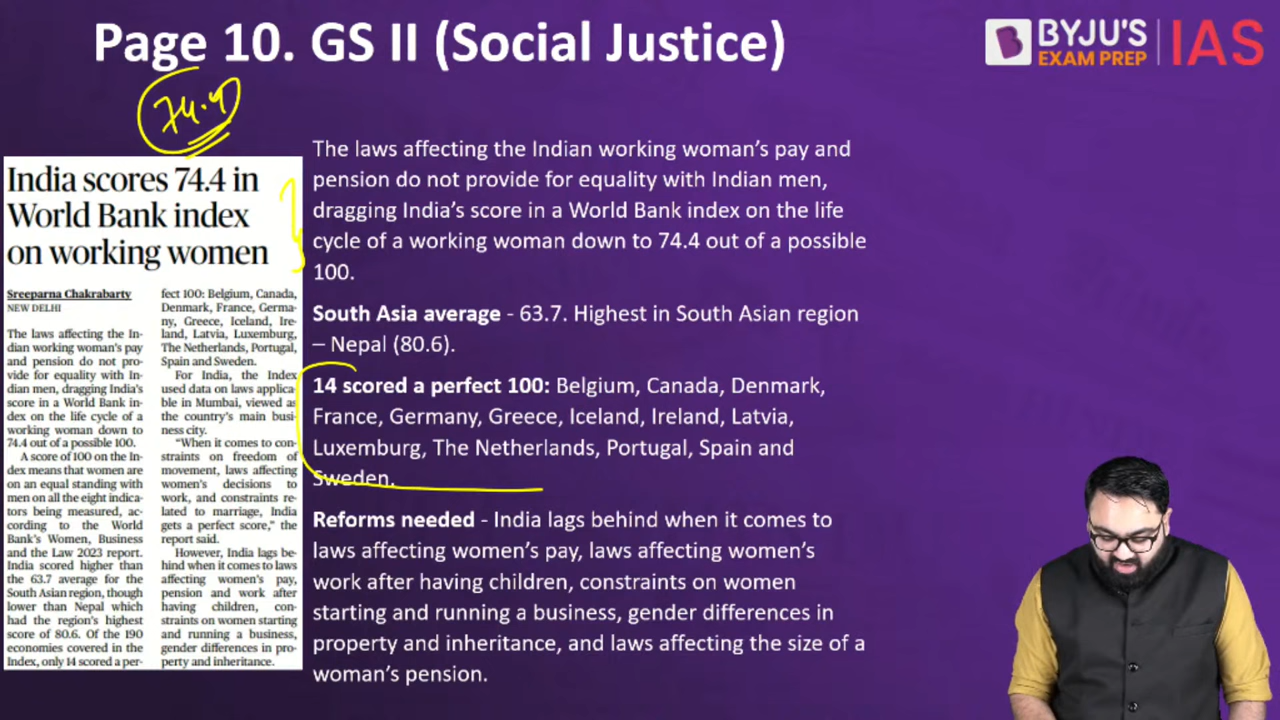 Page 10. GS II (Social Justice)
BYJU'S
EXAM PREP
IAS
74.4
India scores 74.4 in
World Bank index
on working women
Sreeparna Chakrabarty
NEW DELHI
The laws affecting the In-
dian working woman's pay
and pension do not pro-
vide for equality with In-
dian men, dragging India's
score in a World Bank in-
dex on the life cycle of a
working woman down to
74.4 out of a possible 100.
A score of 100 on the In-
dex means that women are
on an equal standing with
men on all the eight indica-
tors being measured, ac-
cording to the World
Bank's Women, Business
and the Law 2023 report.
India scored higher than
the 63.7 average for the
South Asian region, though
lower than Nepal which
had the region's highest
score of 80.6. Of the 190
economies covered in the
Index, only 14 scored a per-
fect 100: Belgium, Canada,
Denmark, France, Germa-
ny, Greece, Iceland, Ire-
land, Latvia, Luxemburg,
The Netherlands, Portugal,
Spain and Sweden.
For India, the Index
used data on laws applica-
ble in Mumbai, viewed as
the country's main busi-
ness city.
"When it comes to con-
straints on freedom of
movement, laws affecting
women's decisions to
work, and constraints re-
lated to marriage, India
gets a perfect score," the
report said.
However, India lags be-
hind when it comes to laws
affecting women's pay,
pension and work after
having children, con-
straints on women starting
and running a business,
gender differences in pro-
perty and inheritance.
The laws affecting the Indian working woman's pay and
pension do not provide for equality with Indian men,
dragging India's score in a World Bank index on the life
cycle of a working woman down to 74.4 out of a possible
100.
South Asia average - 63.7. Highest in South Asian region
– Nepal (80.6).
14 scored a perfect 100: Belgium, Canada, Denmark,
France, Germany, Greece, Iceland, Ireland, Latvia,
Luxemburg, The Netherlands, Portugal, Spain and
Sweden.
Reforms needed - India lags behind when it comes to
laws affecting women's pay, laws affecting women's
work after having children, constraints on women
starting and running a business, gender differences in
property and inheritance, and laws affecting the size of a
woman's pension.